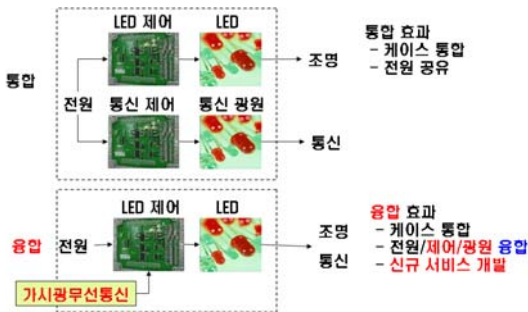 LED 제어
LED
통합
전원
조명
통신 제어
통신 광원
통신
통합 효과
- 케이스 통합
- 전원 공유
LED 제어
LED
융합
전원
조명
통신
가시광무선통신
융합 효과
- 케이스 통합
- 전원/제어/광원 융합
- 신규 서비스 개발